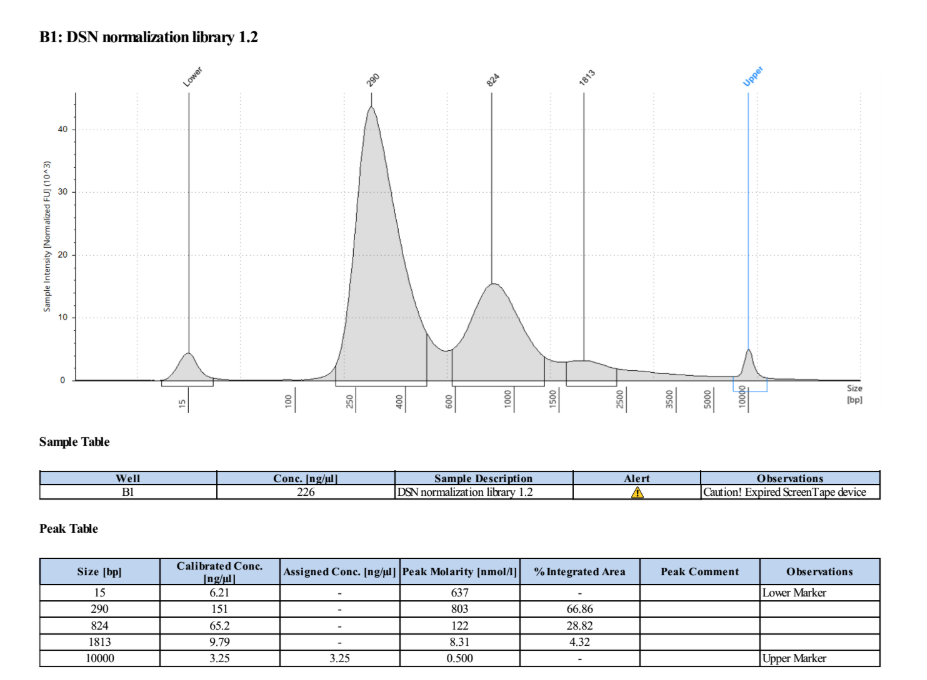 B1: DSN normalization library 1.2
Lower 290 824 1813 Upper
Sample Intensity [Normalized FU] (10^3)
40
30
20
10
0
15 100 250 400 600 1000 1500 2500 3500 5000 10000 Size [bp]
Sample Table
Well Conc. [ng/µl] Sample Description Alert Observations
B1 226 DSN normalization library 1.2 Caution! Expired ScreenTape device
Peak Table
Size [bp] Calibrated Conc. [ng/µl] Assigned Conc. [ng/µl] Peak Molarity [nmol/l] % Integrated Area Peak Comment Observations
15 6.21 - 637 - Lower Marker
290 151 - 803 66.86
824 65.2 - 122 28.82
1813 9.79 - 8.31 4.32
10000 3.25 3.25 0.500 - Upper Marker